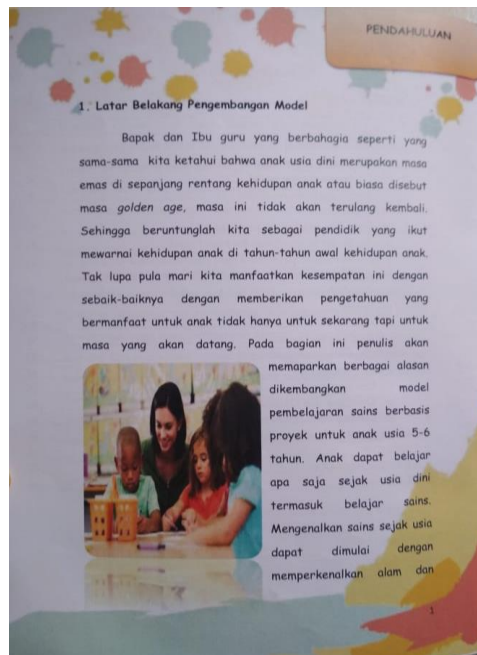 PENDAHULUAN
1. Latar Belakang Pengembangan Model
Bapak dan Ibu guru yang berbahagia seperti yang
sama-sama kita ketahui bahwa anak usia dini merupakan masa
emas di sepanjang rentang kehidupan anak atau biasa disebut
masa golden age, masa ini tidak akan terulang kembali.
Sehingga beruntunglah kita sebagai pendidik yang ikut
mewarnai kehidupan anak di tahun-tahun awal kehidupan anak.
Tak lupa pula mari kita manfaatkan kesempatan ini dengan
sebaik-baiknya dengan memberikan pengetahuan yang
bermanfaat untuk anak tidak hanya untuk sekarang tapi untuk
masa yang akan datang. Pada bagian ini penulis akan
memaparkan berbagai alasan
dikembangkan model
pembelajaran sains berbasis
proyek untuk anak usia 5-6
tahun. Anak dapat belajar
apa saja sejak usia dini
termasuk belajar sains.
Mengenalkan sains sejak usia
dapat dimulai dengan
memperkenalkan alam dan
1